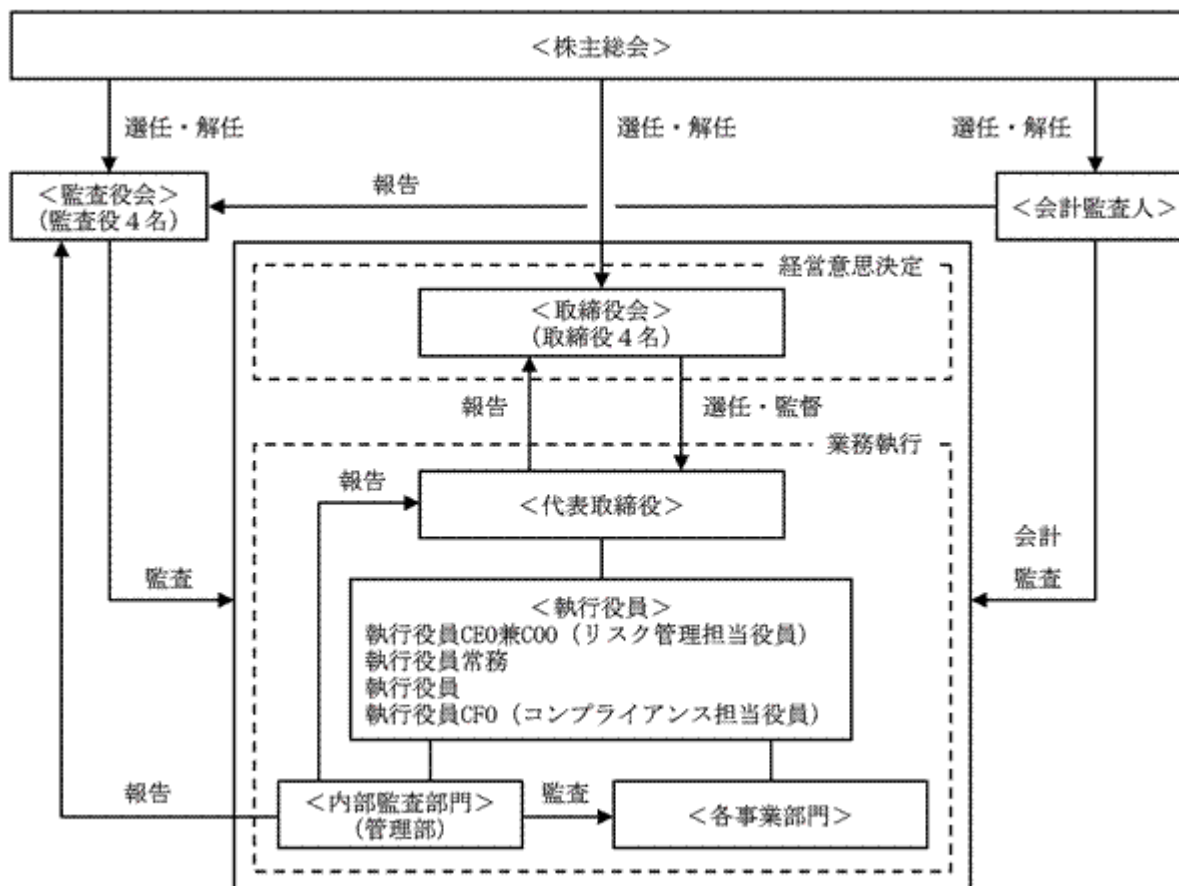 ＜株主総会＞
選任・解任
選任・解任
選任・解任
＜監査役会＞
(監査役４名)
報告
＜会計監査人＞
経営意思決定
＜取締役会＞
(取締役４名)
報告
選任・監督
業務執行
報告
＜代表取締役＞
監査
会計
監査
＜執行役員＞
執行役員CEO兼COO（リスク管理担当役員）
執行役員常務
執行役員
執行役員CFO（コンプライアンス担当役員）
報告
＜内部監査部門＞
(管理部)
監査
＜各事業部門＞